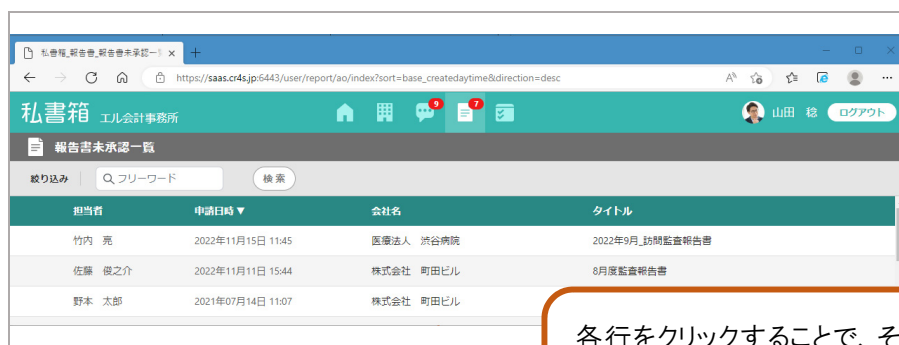 私書箱_報告書_報告書未承認一
https://saas.cr4s.jp:6443/user/report/ao/index?sort=base_createdaytime&direction=desc
私書箱 エル会計事務所 9 7 山田 稔 ログアウト
報告書未承認一覧
絞り込み フリーワード 検索
担当者 申請日時▼ 会社名 タイトル
竹内 亮 2022年11月15日 11:45 医療法人 渋谷病院 2022年9月_訪問監査報告書
佐藤 俊之介 2022年11月11日 15:44 株式会社 町田ビル 8月度監査報告書
野本 太郎 2021年07月14日 11:07 株式会社 町田ビル
各行をクリックすることで、そ